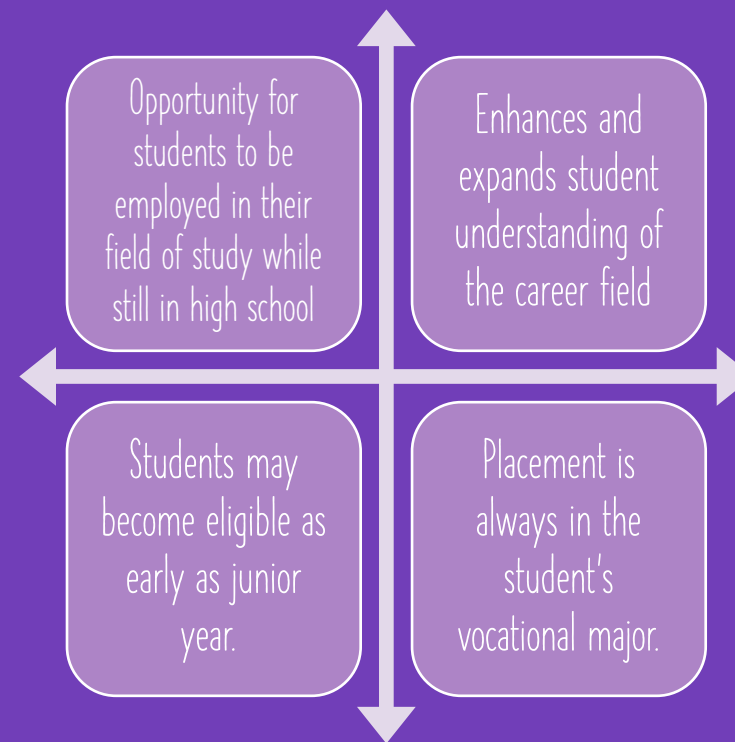 Opportunity for
students to be
employed in their
field of study while
still in high school
Enhances and
expands student
understanding of
the career field
Students may
become eligible as
early as junior
year.
Placement is
always in the
student's
vocational major.